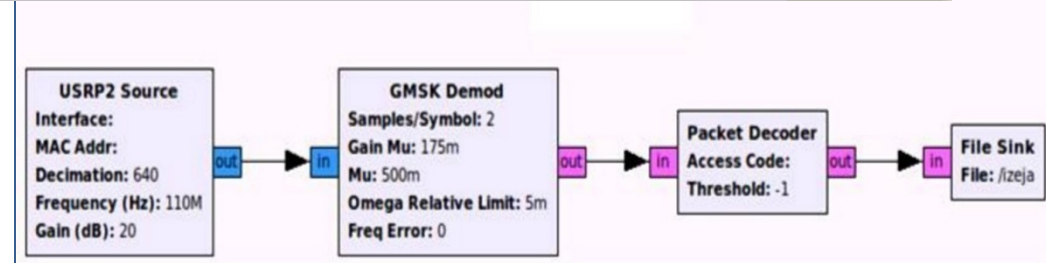 USRP2 Source
Interface:
MAC Addr:
Decimation: 640
Frequency (Hz): 110M
Gain (dB): 20
out
in
GMSK Demod
Samples/Symbol: 2
Gain Mu: 175m
Mu: 500m
Omega Relative Limit: 5m
Freq Error: 0
out
in
Packet Decoder
Access Code:
Threshold: -1
out
in
File Sink
File: /izeja